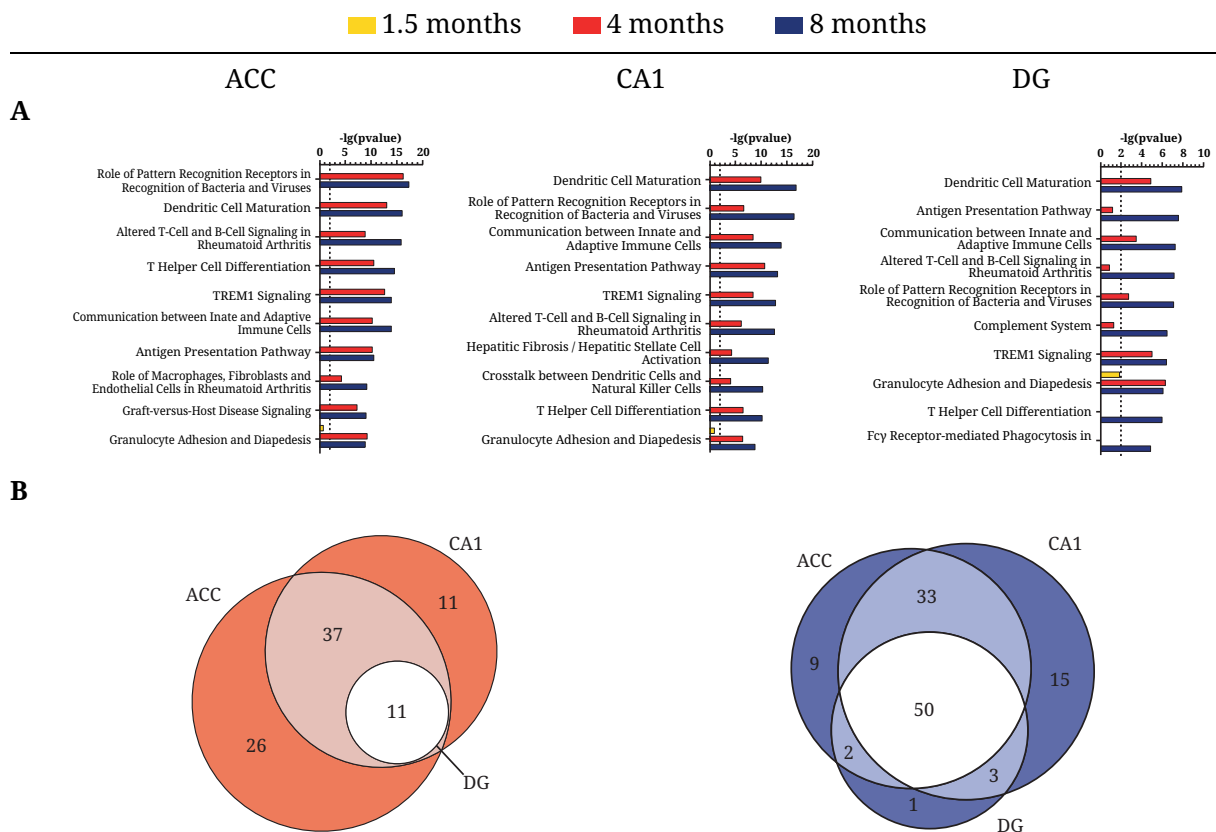 1.5 months 4 months 8 months
ACC CA1 DG
A
-lg(pvalue)
0 5 10 15 20
Role of Pattern Recognition Receptors in
Recognition of Bacteria and Viruses
Dendritic Cell Maturation
Altered T-Cell and B-Cell Signaling in
Rheumatoid Arthritis
T Helper Cell Differentiation
TREM1 Signaling
Communication between Inate and Adaptive
Immune Cells
Antigen Presentation Pathway
Role of Macrophages, Fibroblasts and
Endothelial Cells in Rheumatoid Arthritis
Graft-versus-Host Disease Signaling
Granulocyte Adhesion and Diapedesis
-lg(pvalue)
0 5 10 15 20
Dendritic Cell Maturation
Role of Pattern Recognition Receptors in
Recognition of Bacteria and Viruses
Communication between Innate and
Adaptive Immune Cells
Antigen Presentation Pathway
TREM1 Signaling
Altered T-Cell and B-Cell Signaling in
Rheumatoid Arthritis
Hepatitic Fibrosis / Hepatitic Stellate Cell
Activation
Crosstalk between Dendritic Cells and
Natural Killer Cells
T Helper Cell Differentiation
Granulocyte Adhesion and Diapedesis
-lg(pvalue)
0 2 4 6 8 10
Dendritic Cell Maturation
Antigen Presentation Pathway
Communication between Innate and
Adaptive Immune Cells
Altered T-Cell and B-Cell Signaling in
Rheumatoid Arthritis
Role of Pattern Recognition Receptors in
Recognition of Bacteria and Viruses
Complement System
TREM1 Signaling
Granulocyte Adhesion and Diapedesis
T Helper Cell Differentiation
Fcγ Receptor-mediated Phagocytosis in
B
CA1
ACC
11
37
11
26
DG
ACC
CA1
33
9
15
50
2
3
1
DG